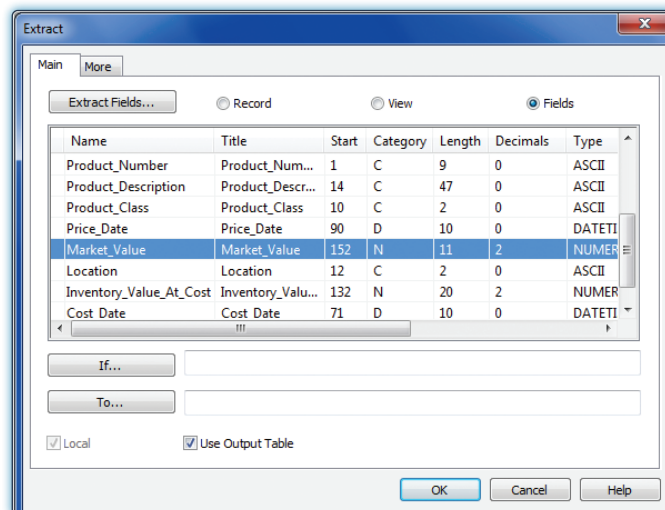 Extract
Main More
Extract Fields... Record View Fields
Name Title Start Category Length Decimals Type
Product_Number Product_Num... 1 C 9 0 ASCII
Product_Description Product_Descr... 14 C 47 0 ASCII
Product_Class Product_Class 10 C 2 0 ASCII
Price_Date Price_Date 90 D 10 0 DATETI
Market_Value Market_Value 152 N 11 2 NUMER
Location Location 12 C 2 0 ASCII
Inventory_Value_At_Cost Inventory_Valu... 132 N 20 2 NUMER
Cost Date Cost Date 71 D 10 0 DATETI
If...
To...
Local Use Output Table
OK Cancel Help